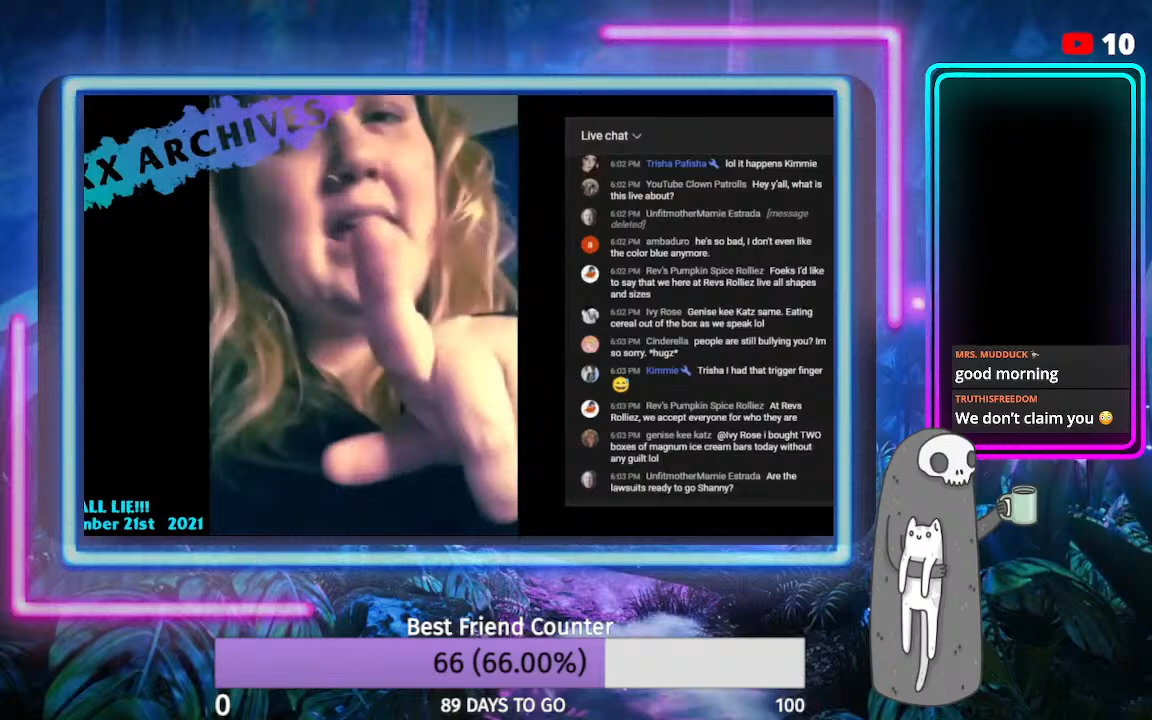 10
XX ARCHIVES
Live chat
6:02 PM Trisha Pafisha lol it happens Kimmie
6:02 PM YouTube Clown Patrolls Hey y'all, what is
this live about?
6:02 PM UnfitmotherMamie Estrada [message
deleted]
a
6:02 PM ambaduro he's so bad, I don't even like
the color blue anymore.
6:02 PM Rev's Pumpkin Spice Rolliez Foeks I'd like
to say that we here at Revs Rolliez live all shapes
and sizes
6:02 PM Ivy Rose Genise kee Katz same. Eating
cereal out of the box as we speak lol
6:03 PM Cinderella people are still bullying you? Im
so sorry. *hugz*
6:03 PM Kimmie Trisha I had that trigger finger
😅
6:03 PM Rev's Pumpkin Spice Rolliez At Revs
Rolliez, we accept everyone for who they are
6:03 PM genise kee katz @Ivy Rose i bought TWO
boxes of magnum ice cream bars today without
any guilt lol
6:03 PM UnfitmotherMamie Estrada Are the
lawsuits ready to go Shanny?
ALL LIE!!!
mber 21st 2021
MRS. MUDDUCK
good morning
TRUTHISFREEDOM
We don't claim you 😳
Best Friend Counter
66 (66.00%)
0
89 DAYS TO GO
100